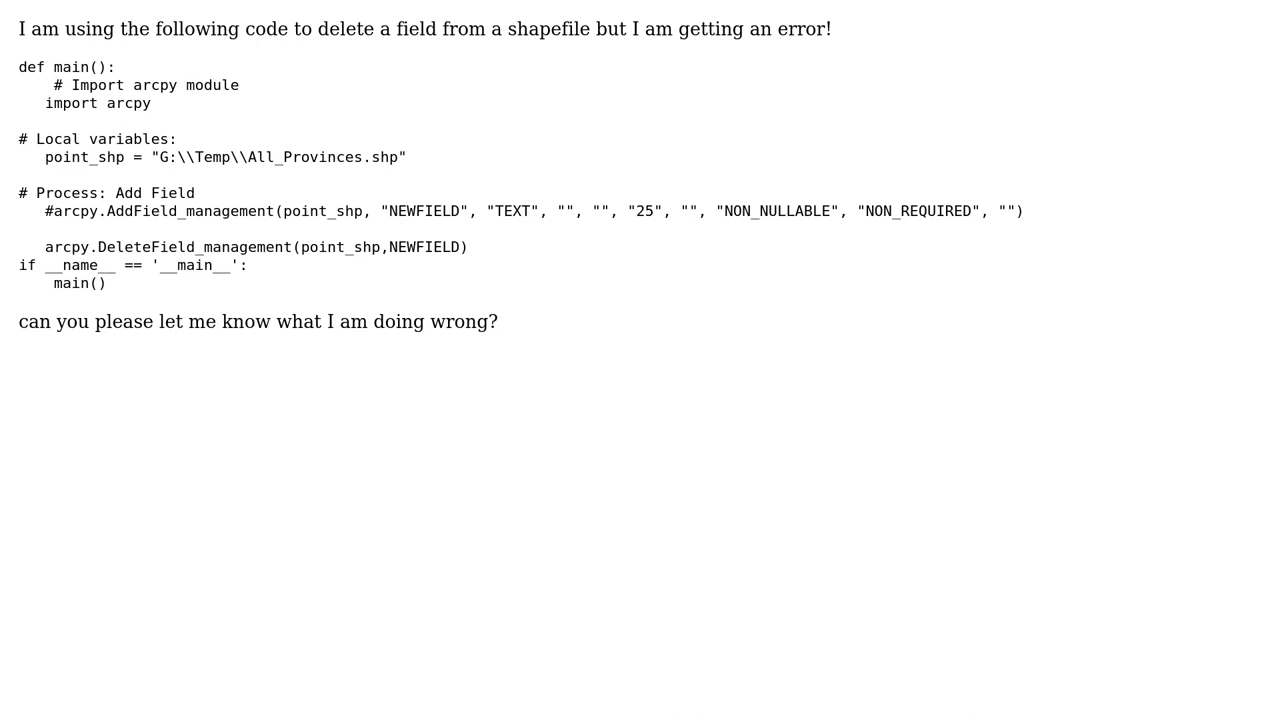 I am using the following code to delete a field from a shapefile but I am getting an error!
def main():
    # Import arcpy module
   import arcpy
# Local variables:
   point_shp = "G:\\Temp\\All_Provinces.shp"
# Process: Add Field
   #arcpy.AddField_management(point_shp, "NEWFIELD", "TEXT", "", "", "25", "", "NON_NULLABLE", "NON_REQUIRED", "")
   arcpy.DeleteField_management(point_shp,NEWFIELD)
if __name__ == '__main__':
    main()
can you please let me know what I am doing wrong?